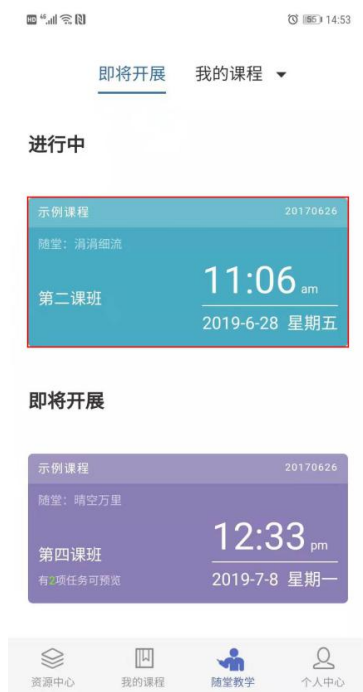 HD 4G 65 14:53
即将开展 我的课程
进行中
示例课程 20170626
随堂：涓涓细流
第二课班
11:06 am
2019-6-28 星期五
即将开展
示例课程 20170626
随堂：晴空万里
12:33 pm
第四课班
有2项任务可预览
2019-7-8 星期一
资源中心 我的课程 随堂教学 个人中心